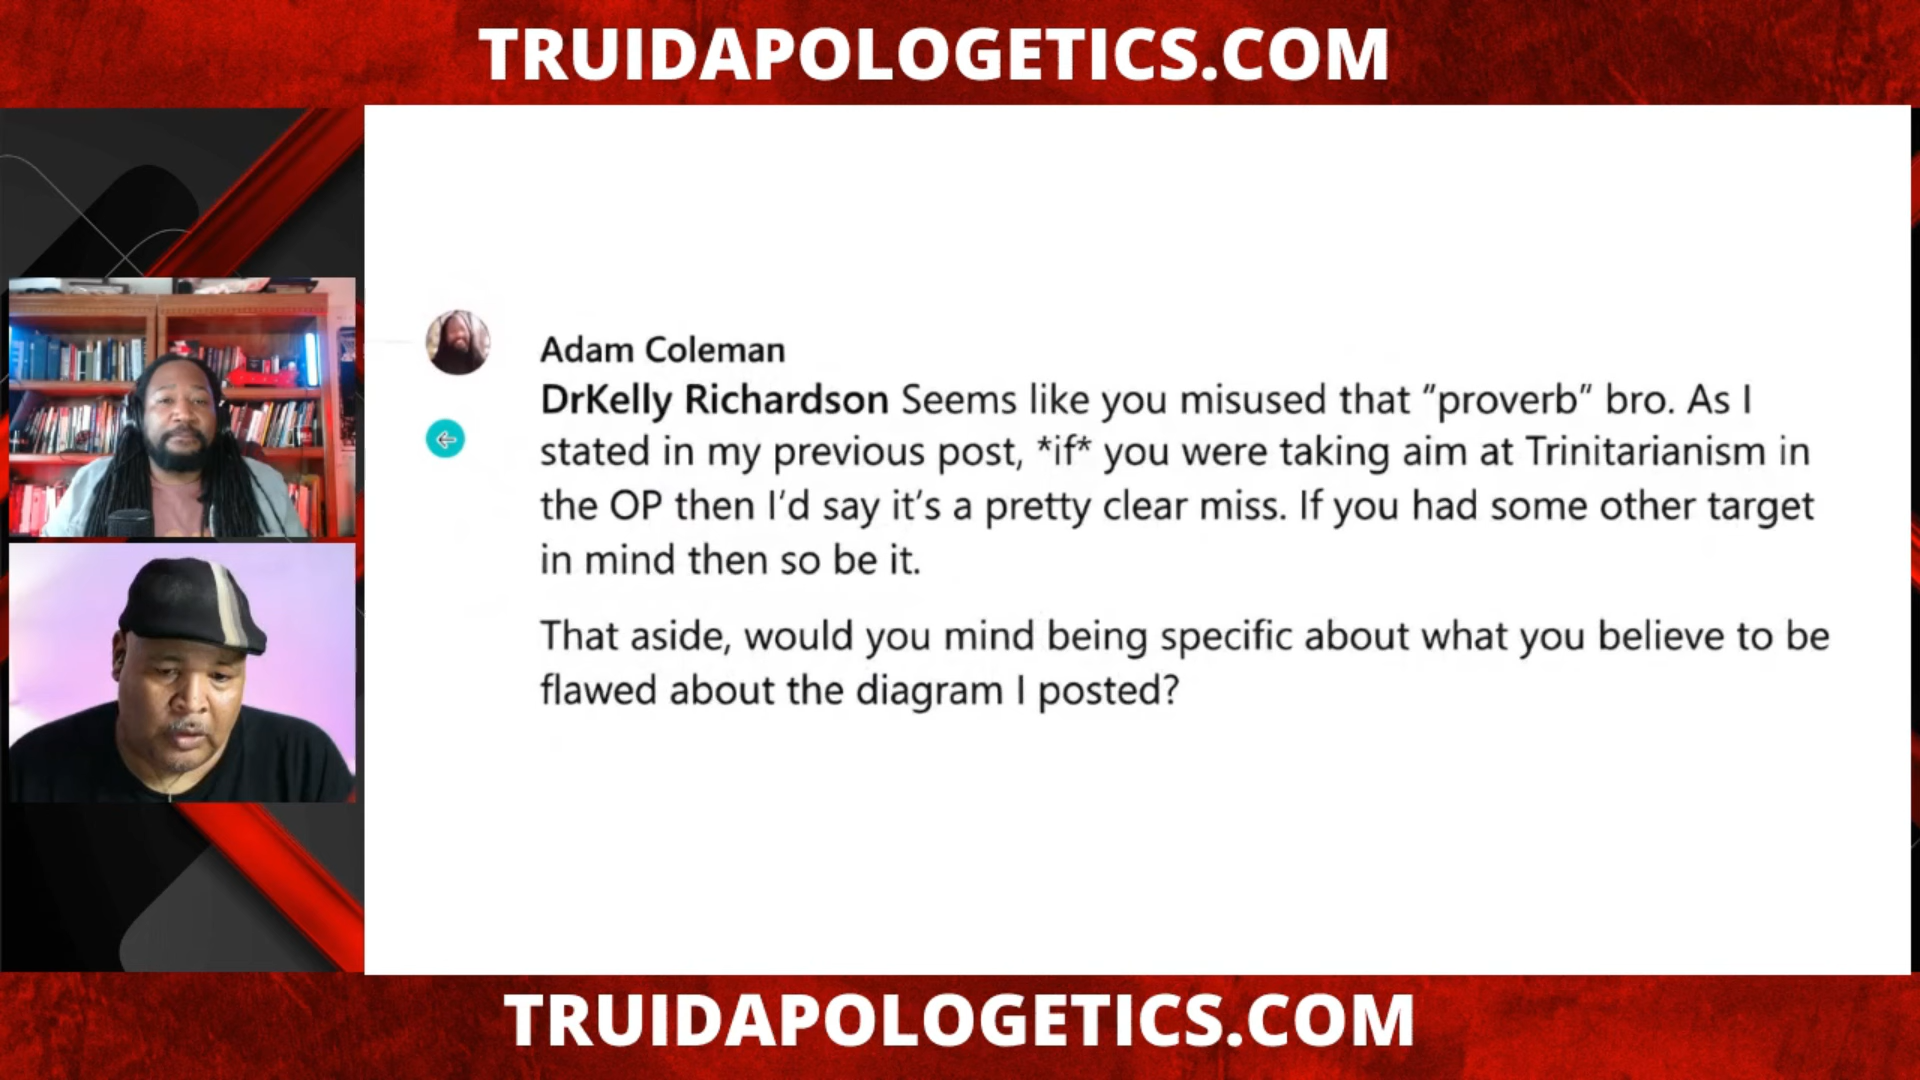 TRUIDAPOLOGETICS.COM
Adam Coleman
DrKelly Richardson Seems like you misused that “proverb” bro. As I
stated in my previous post, *if* you were taking aim at Trinitarianism in
the OP then I’d say it’s a pretty clear miss. If you had some other target
in mind then so be it.
That aside, would you mind being specific about what you believe to be
flawed about the diagram I posted?
TRUIDAPOLOGETICS.COM